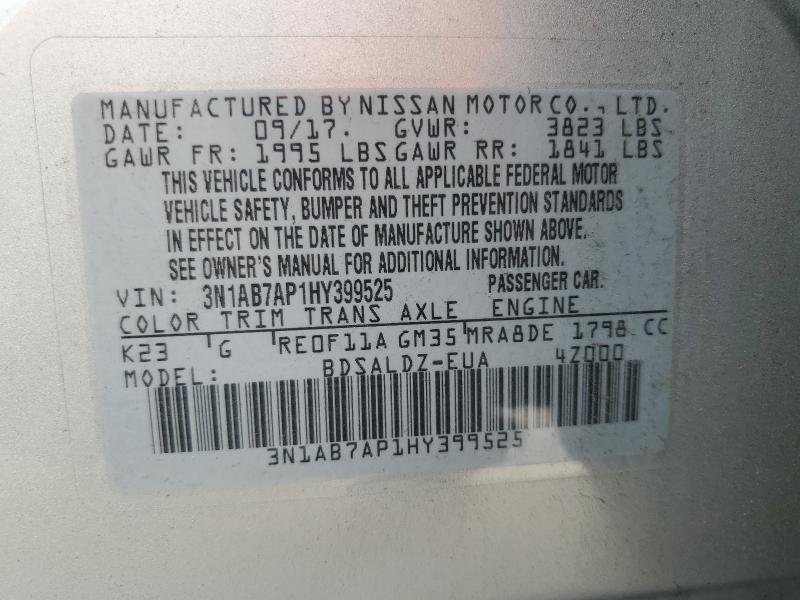 MANUFACTURED BY NISSAN MOTOR CO., LTD.
DATE: 09/17. GVWR: 3823 LBS
GAWR FR: 1995 LBS GAWR RR: 1841 LBS
THIS VEHICLE CONFORMS TO ALL APPLICABLE FEDERAL MOTOR
VEHICLE SAFETY, BUMPER AND THEFT PREVENTION STANDARDS
IN EFFECT ON THE DATE OF MANUFACTURE SHOWN ABOVE.
SEE OWNER'S MANUAL FOR ADDITIONAL INFORMATION.
VIN: 3N1AB7AP1HY399525 PASSENGER CAR.
COLOR TRIM TRANS AXLE ENGINE
K23 'G 'RE0F11A GM35 'MRA8DE 1798 CC
MODEL: BDSALDZ-EUA 4Z000
3N1AB7AP1HY399525